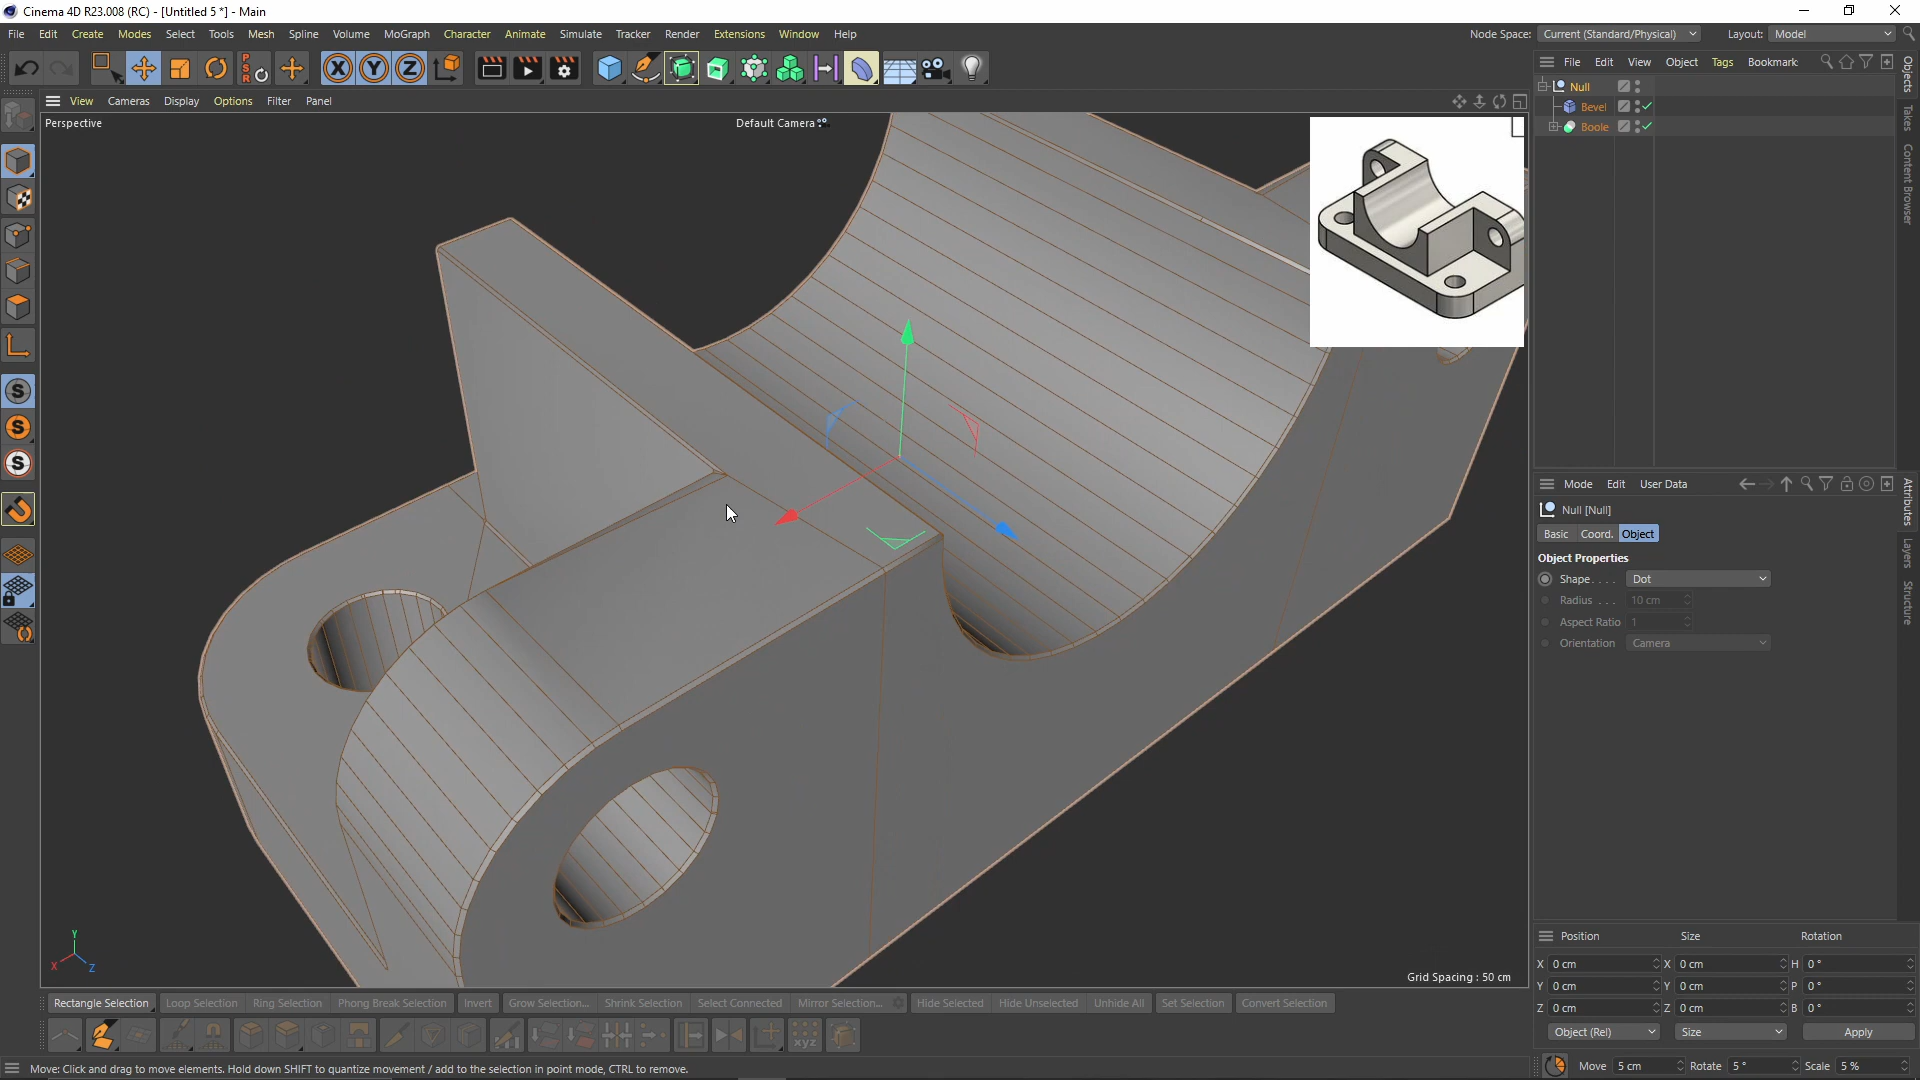 Cinema 4D R23.008 (RC) - [Untitled 5 *] - Main
File Edit Create Modes Select Tools Mesh Spline Volume MoGraph Character Animate Simulate Tracker Render Extensions Window Help
Node Space: Current (Standard/Physical) Layout: Model
P S R
X Y Z
File Edit View Object Tags Bookmark
View Cameras Display Options Filter Panel
Perspective
Default Camera
Null
Bevel
Boole
Objects
Takes
Content Browser
Mode Edit User Data
Null [Null]
Basic Coord. Object
Object Properties
Shape. . . . . Dot
Radius . . . 10 cm
Aspect Ratio 1
Orientation Camera
Attributes
Layers
Structure
S
S
S
Y
X
Z
Grid Spacing : 50 cm
Position Size Rotation
X 0 cm X 0 cm H 0 °
Y 0 cm Y 0 cm P 0 °
Z 0 cm Z 0 cm B 0 °
Object (Rel) Size Apply
Rectangle Selection Loop Selection Ring Selection Phong Break Selection Invert Grow Selection... Shrink Selection Select Connected Mirror Selection... Hide Selected Hide Unselected Unhide All Set Selection Convert Selection
xyz
Move: Click and drag to move elements. Hold down SHIFT to quantize movement / add to the selection in point mode, CTRL to remove.
Move 5 cm Rotate 5 ° Scale 5 %